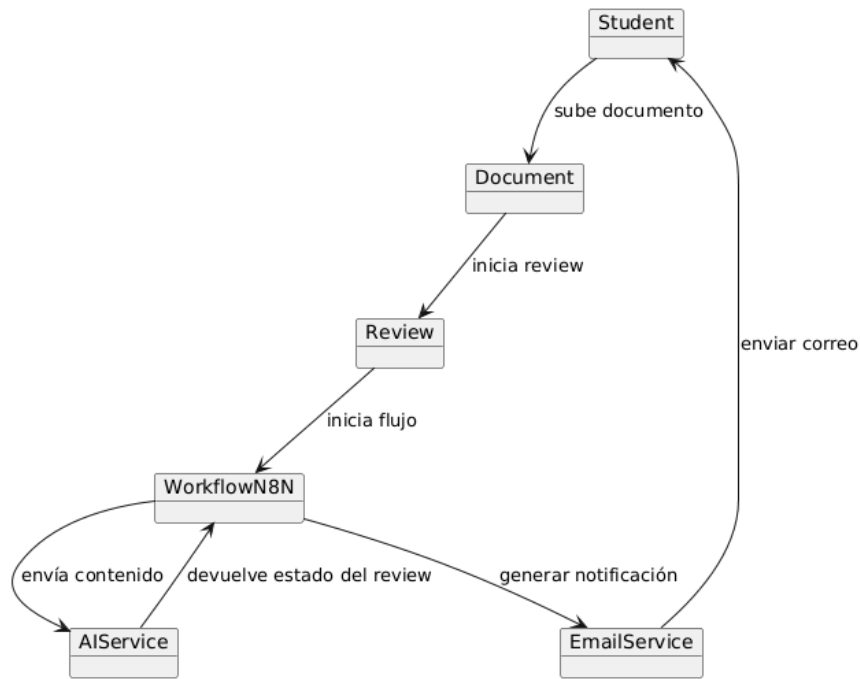 Student
sube documento
Document
inicia review
Review
enviar correo
inicia flujo
WorkflowN8N
envía contenido
devuelve estado del review
generar notificación
AIService
EmailService